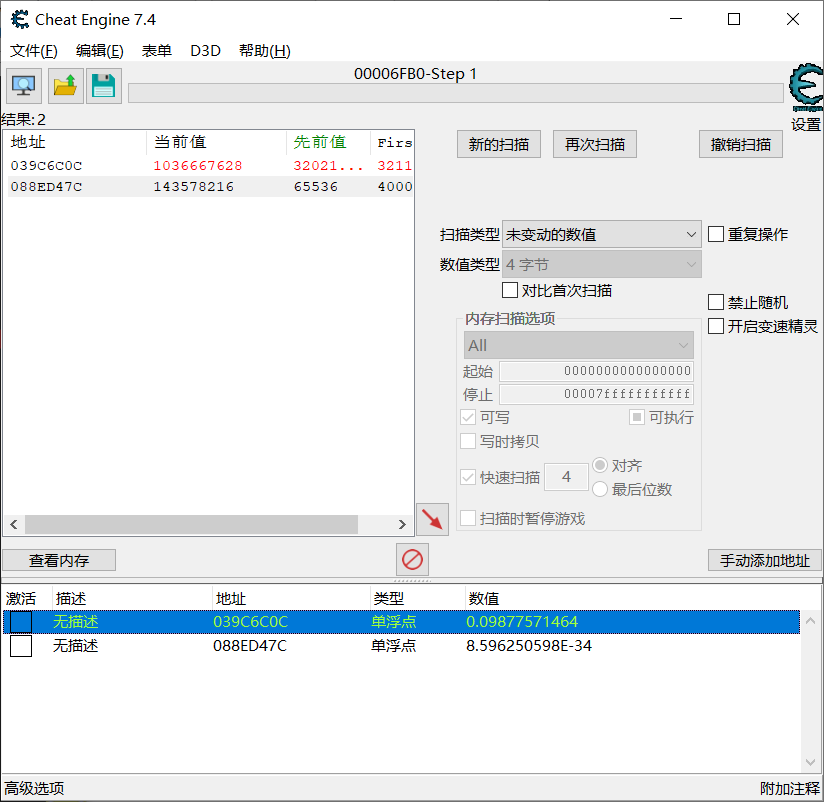 Cheat Engine 7.4
文件(F) 编辑(E) 表单 D3D 帮助(H)
00006FB0-Step 1
设置
结果: 2
地址 当前值 先前值 Firs
039C6C0C 1036667628 32021... 3211
088ED47C 143578216 65536 4000
新的扫描 再次扫描 撤销扫描
扫描类型 未变动的数值 重复操作
数值类型 4 字节
对比首次扫描
内存扫描选项
All
起始 0000000000000000
停止 00007fffffffffff
可写 可执行
写时拷贝
快速扫描 4 对齐
最后位数
扫描时暂停游戏
禁止随机
开启变速精灵
查看内存 手动添加地址
激活 描述 地址 类型 数值
无描述 039C6C0C 单浮点 0.09877571464
无描述 088ED47C 单浮点 8.596250598E-34
高级选项 附加注释